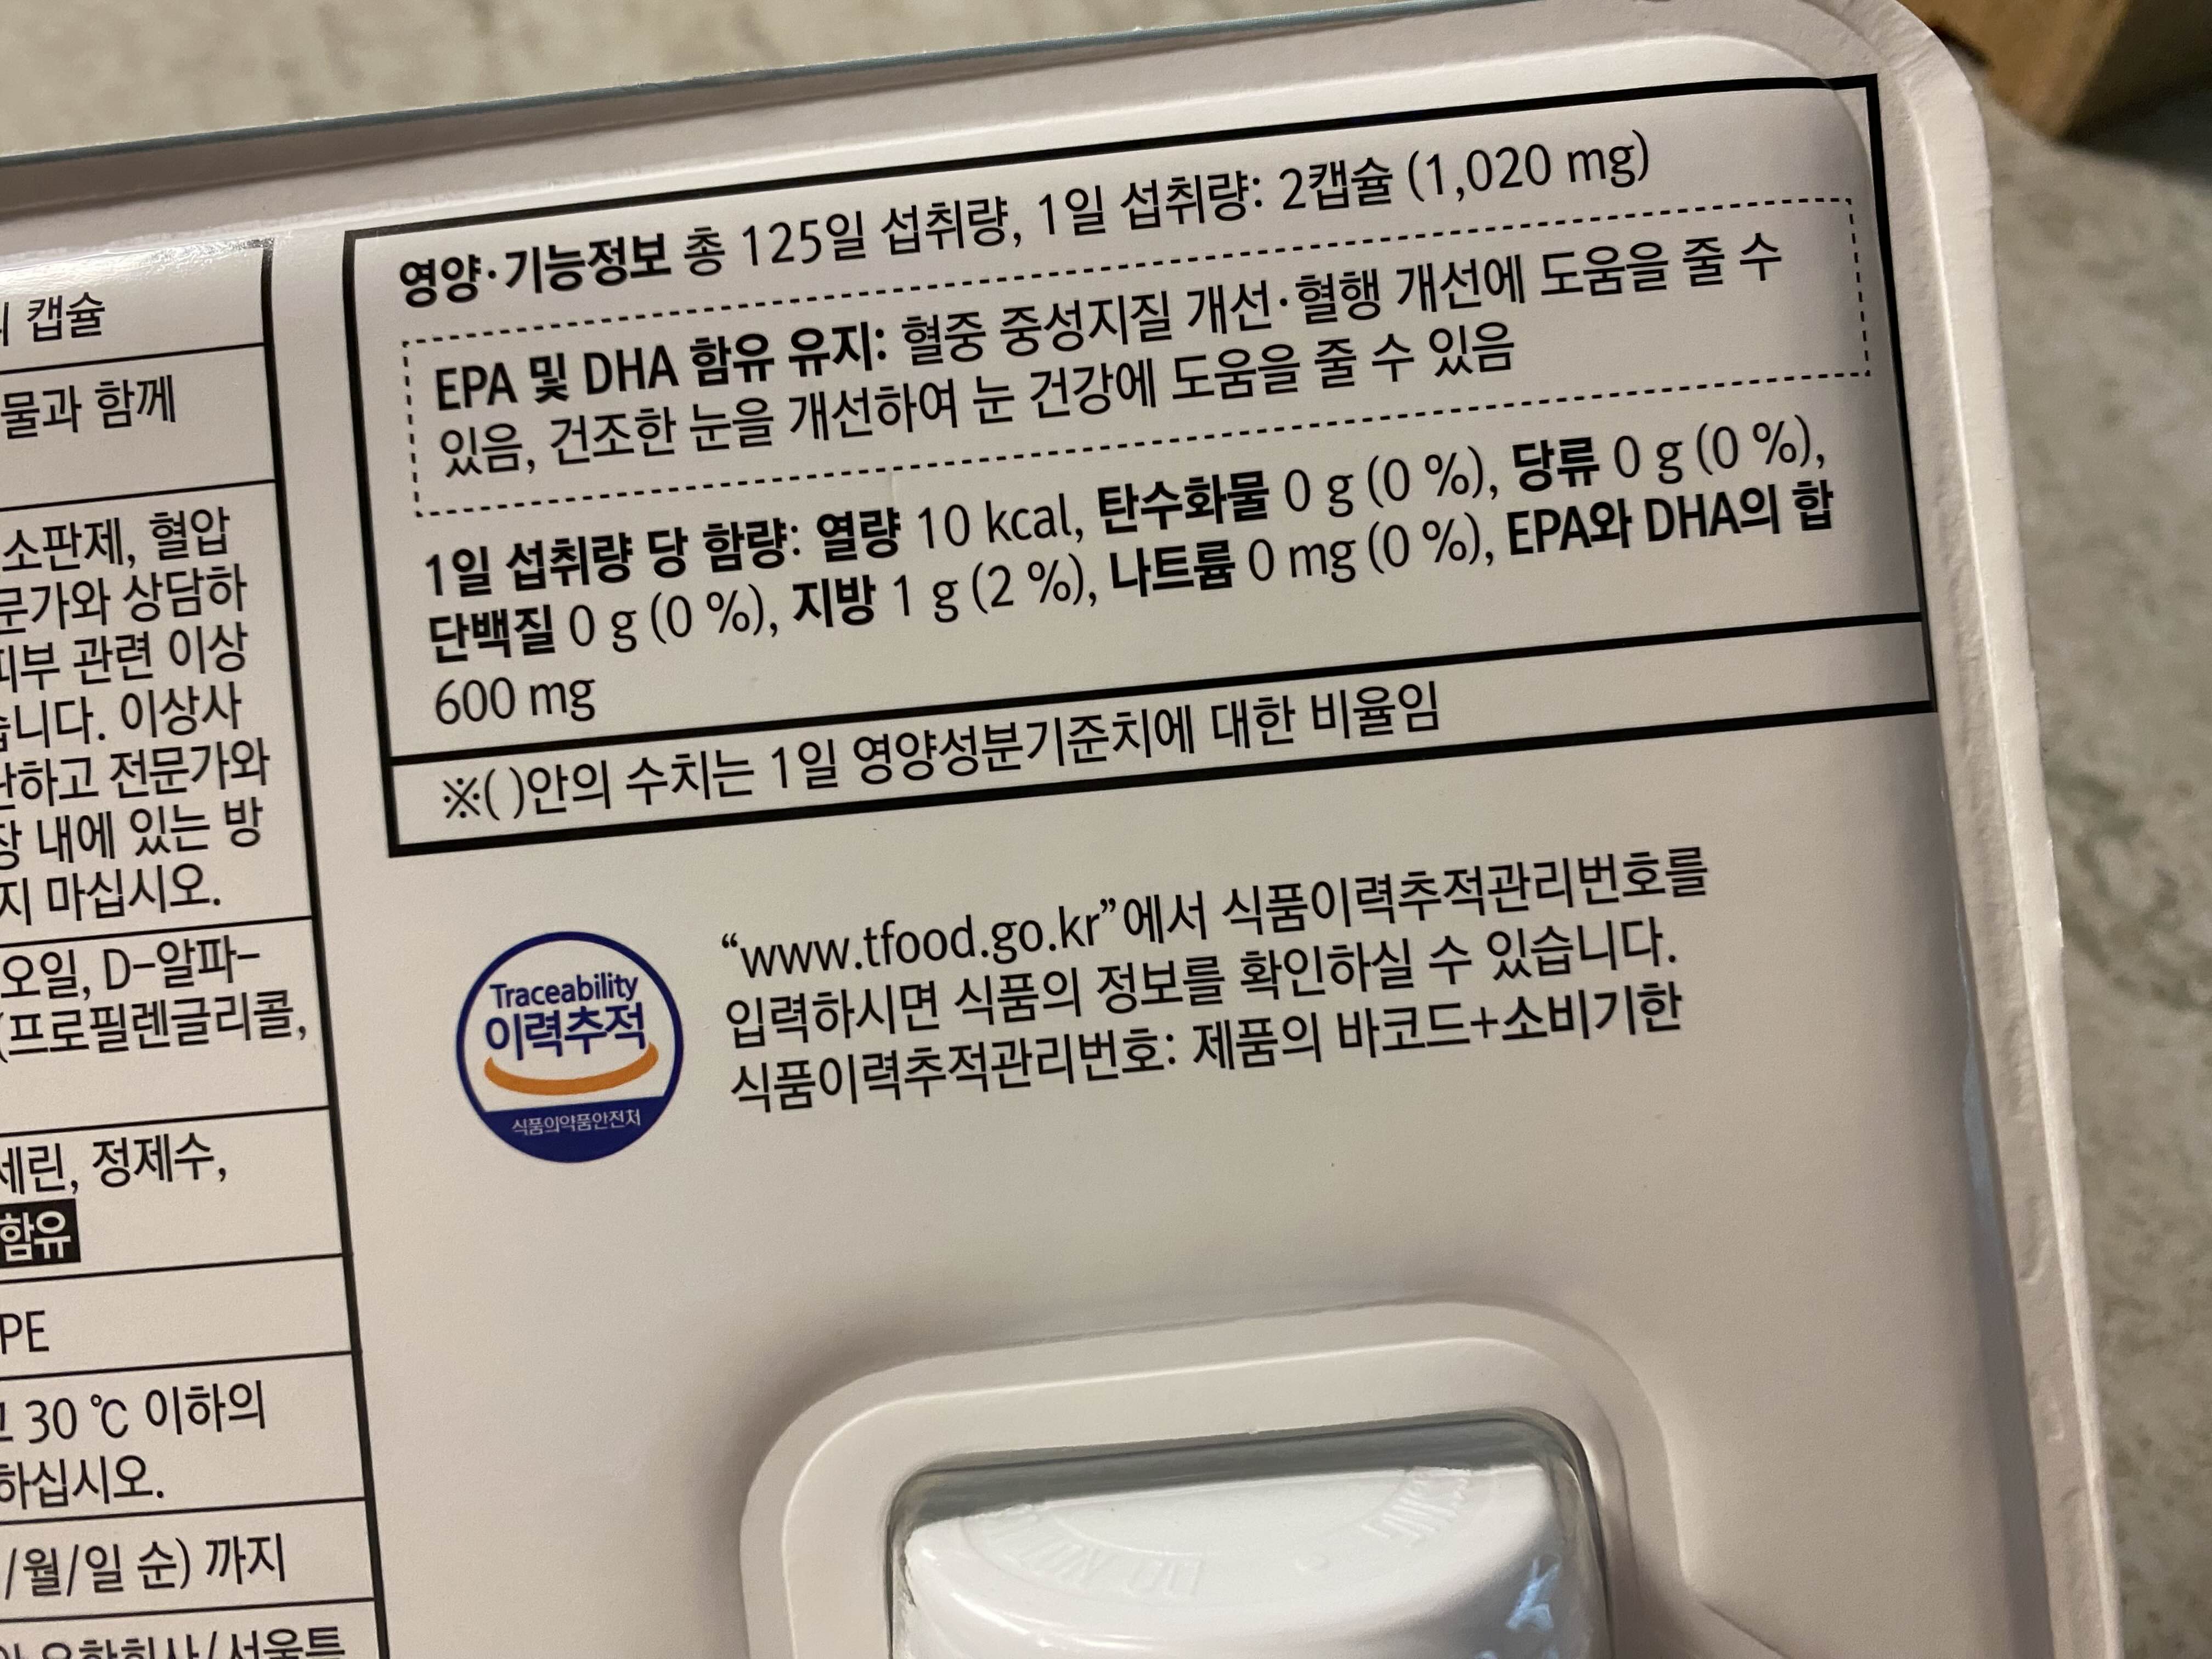 캡슐
물과 함께
소판제, 혈압
문가와 상담하
피부 관련 이상
습니다. 이상사
단하고 전문가와
장 내에 있는 방
지 마십시오.
오일, D-알파-
(프로필렌글리콜,
세린, 정제수,
함유
PE
30 ℃ 이하의
하십시오.
/월/일 순) 까지
유한회사/서울특
영양·기능정보 총 125일 섭취량, 1일 섭취량: 2캡슐 (1,020 mg)
EPA 및 DHA 함유 유지: 혈중 중성지질 개선·혈행 개선에 도움을 줄 수
있음, 건조한 눈을 개선하여 눈 건강에 도움을 줄 수 있음
1일 섭취량 당 함량: 열량 10 kcal, 탄수화물 0 g (0 %), 당류 0 g (0 %),
단백질 0 g (0 %), 지방 1 g (2 %), 나트륨 0 mg (0 %), EPA와 DHA의 합
600 mg
※( )안의 수치는 1일 영양성분기준치에 대한 비율임
Traceability
이력추적
식품의약품안전처
“www.tfood.go.kr”에서 식품이력추적관리번호를
입력하시면 식품의 정보를 확인하실 수 있습니다.
식품이력추적관리번호: 제품의 바코드+소비기한